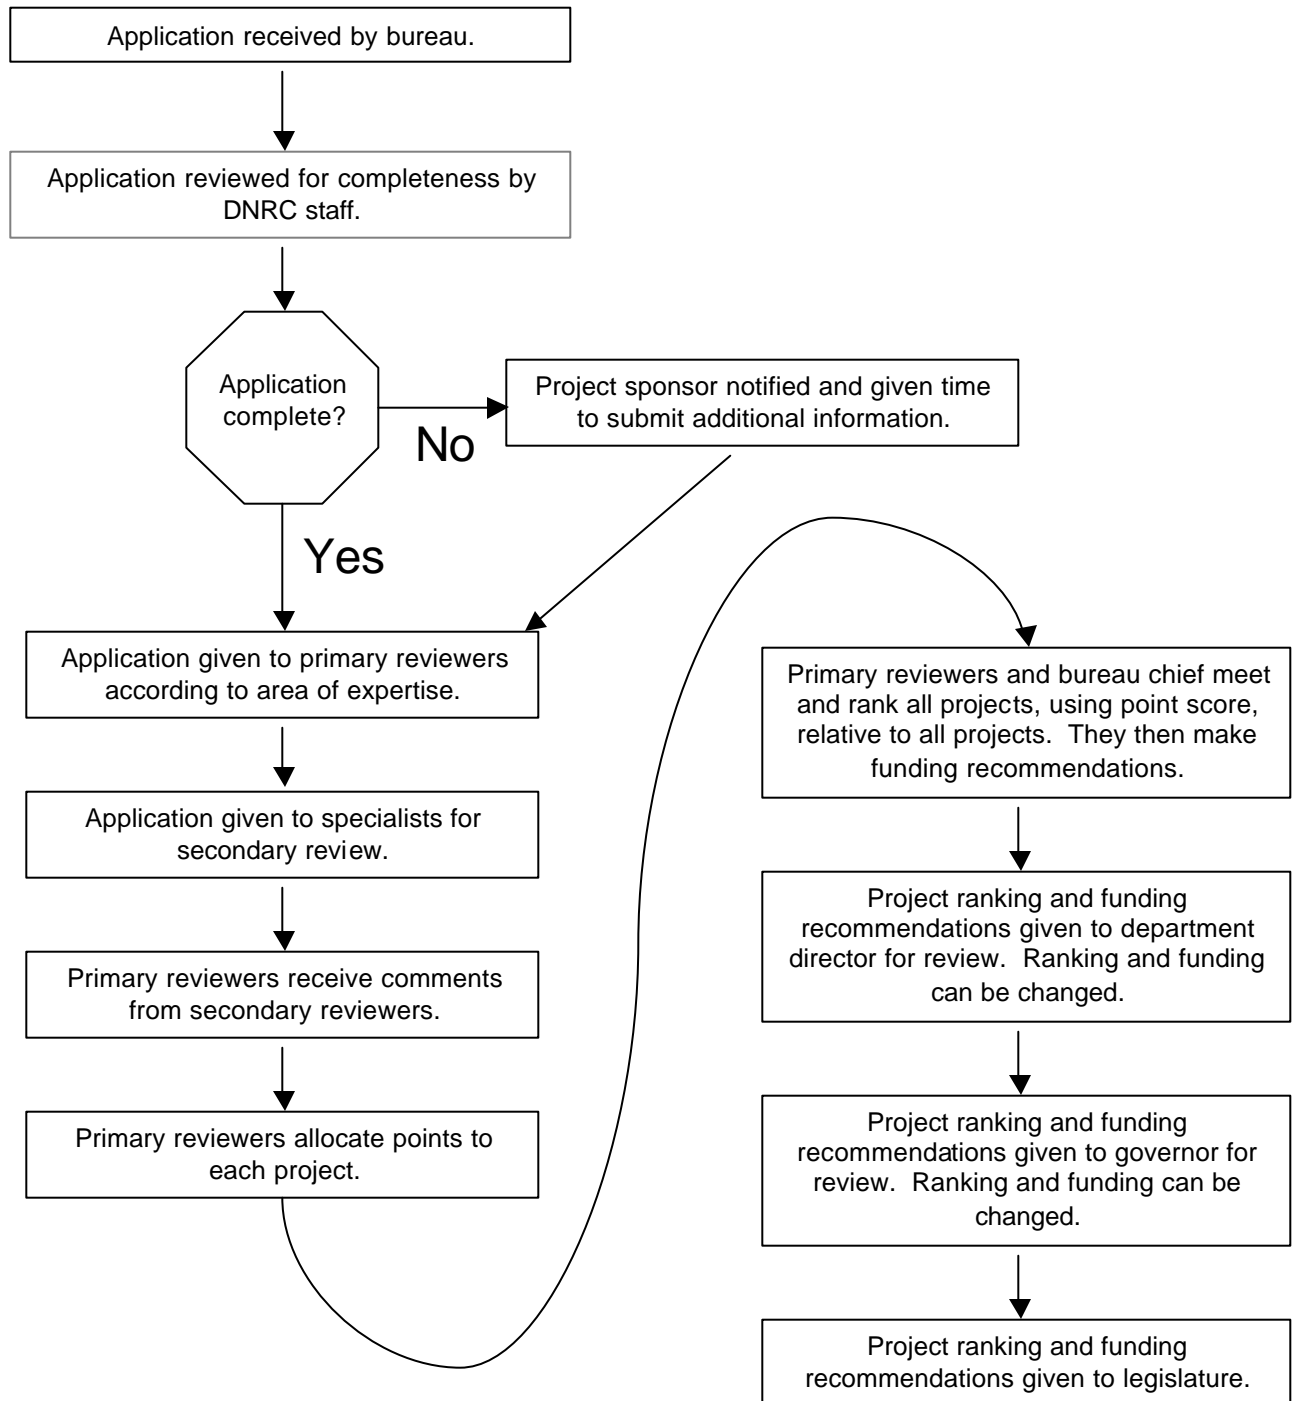 Application received by bureau.
Application reviewed for completeness by
DNRC staff.
Application
complete?
No
Project sponsor notified and given time
to submit additional information.
Yes
Application given to primary reviewers
according to area of expertise.
Application given to specialists for
secondary review.
Primary reviewers receive comments
from secondary reviewers.
Primary reviewers allocate points to
each project.
Primary reviewers and bureau chief meet
and rank all projects, using point score,
relative to all projects.  They then make
funding recommendations.
Project ranking and funding
recommendations given to department
director for review.  Ranking and funding
can be changed.
Project ranking and funding
recommendations given to governor for
review.  Ranking and funding can be
changed.
Project ranking and funding
recommendations given to legislature.